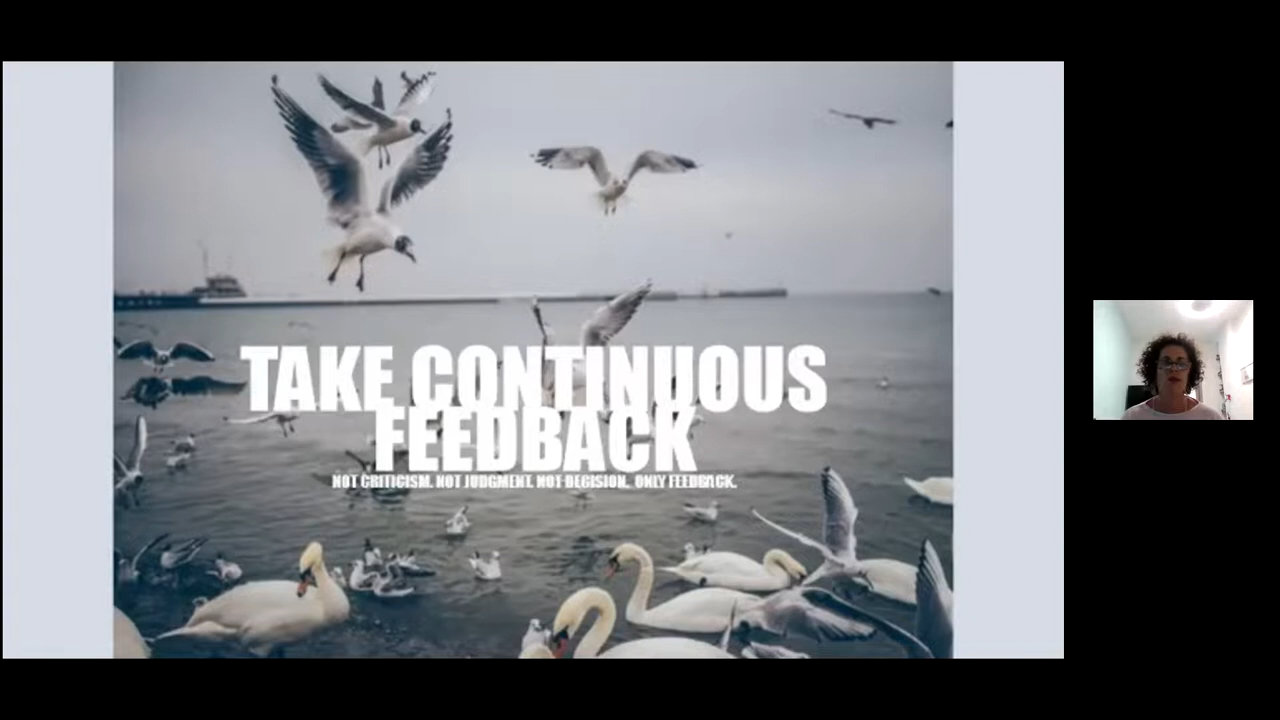 TAKE CONTINUOUS
FEEDBACK
NOT CRITICISM. NOT JUDGMENT. NOT DECISION. ONLY FEEDBACK.